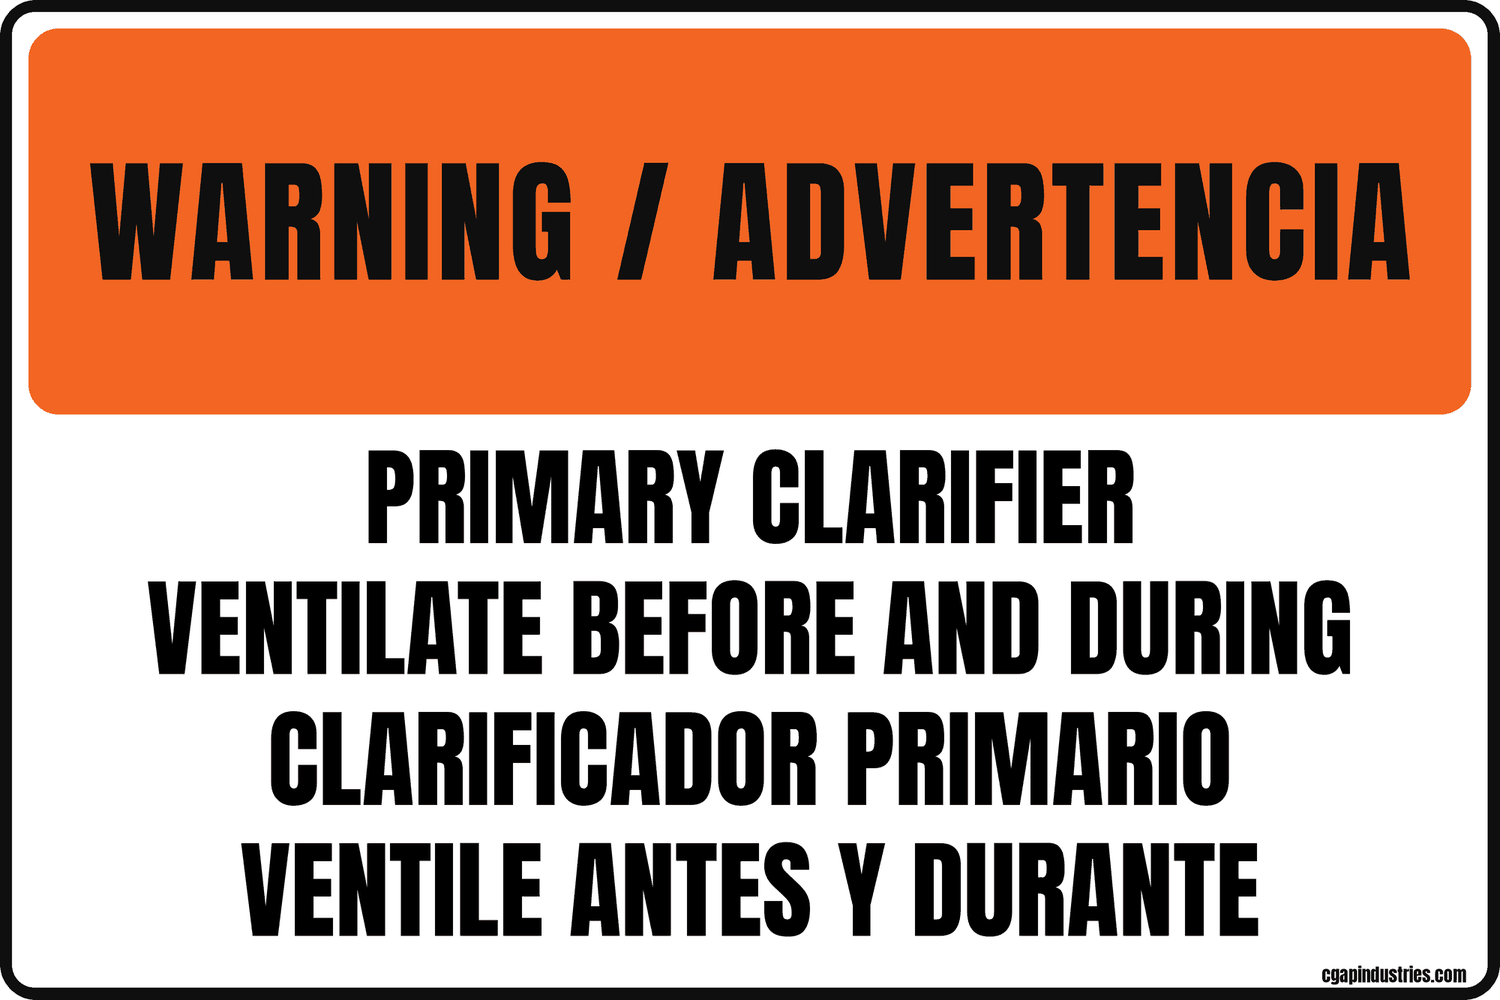 WARNING / ADVERTENCIA
PRIMARY CLARIFIER
VENTILATE BEFORE AND DURING
CLARIFICADOR PRIMARIO
VENTILE ANTES Y DURANTE
cgapindustries.com